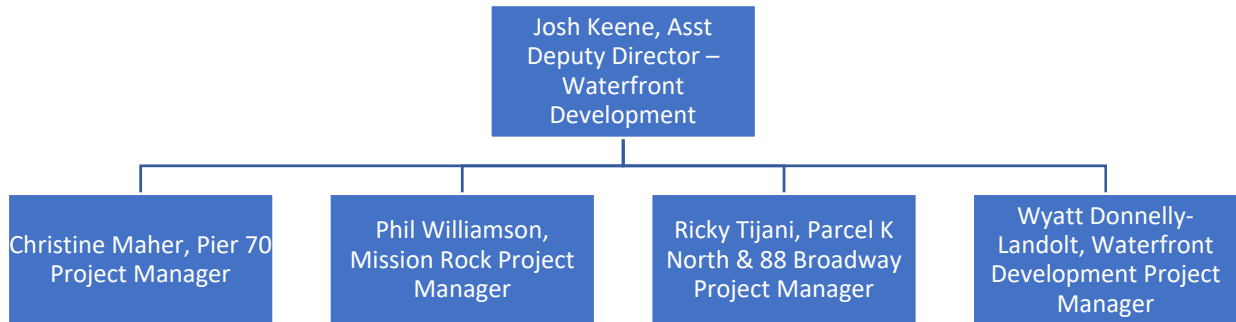 Josh Keene, Asst
Deputy Director –
Waterfront
Development
Christine Maher, Pier 70
Project Manager
Phil Williamson,
Mission Rock Project
Manager
Ricky Tijani, Parcel K
North & 88 Broadway
Project Manager
Wyatt Donnelly-
Landolt, Waterfront
Development Project
Manager